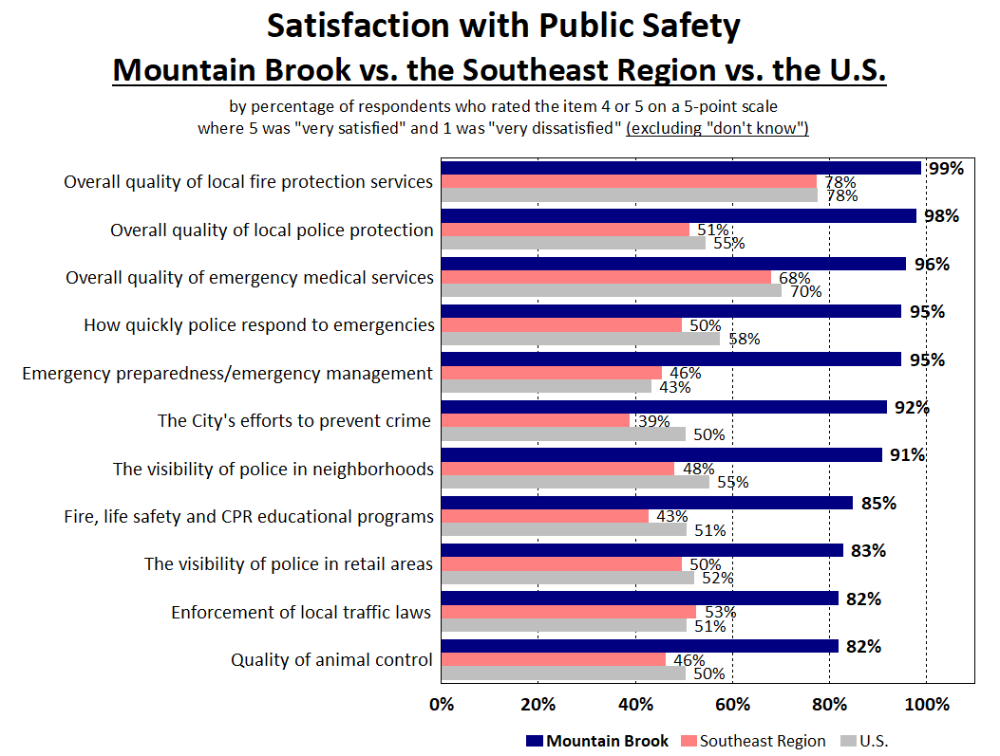 Satisfaction with Public Safety
Mountain Brook vs. the Southeast Region vs. the U.S.
by percentage of respondents who rated the item 4 or 5 on a 5-point scale
where 5 was "very satisfied" and 1 was "very dissatisfied" (excluding "don't know")
Overall quality of local fire protection services
99%
78%
78%
Overall quality of local police protection
98%
51%
55%
Overall quality of emergency medical services
96%
68%
70%
How quickly police respond to emergencies
95%
50%
58%
Emergency preparedness/emergency management
95%
46%
43%
The City's efforts to prevent crime
92%
39%
50%
The visibility of police in neighborhoods
91%
48%
55%
Fire, life safety and CPR educational programs
85%
43%
51%
The visibility of police in retail areas
83%
50%
52%
Enforcement of local traffic laws
82%
53%
51%
Quality of animal control
82%
46%
50%
0% 20% 40% 60% 80% 100%
Mountain Brook Southeast Region U.S.